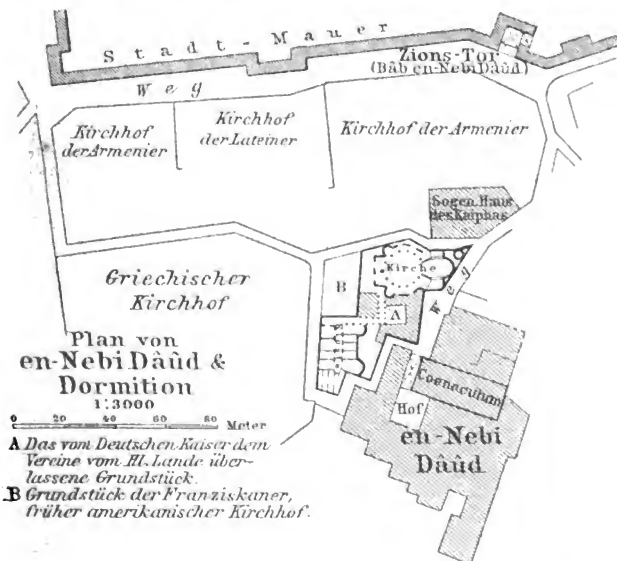 Stadt-Mauer
Zions-Tor
(Bâb en-Nebi Dâûd)
Weg
Kirchhof
der Armenier
Kirchhof
der Lateiner
Kirchhof der Armenier
Sogen. Haus
des Kaiphas
Griechischer
Kirchhof
B
Kirche
A
Weg
Coenaculum
Hof
en-Nebi
Dâûd
Plan von
en-Nebi Dâûd &
Dormition
1:3000
0 20 40 60 80 Meter
A Das vom Deutschen Kaiser dem
Vereine vom Hl. Lande über-
lassene Grundstück.
B Grundstück der Franziskaner,
früher amerikanischer Kirchhof.